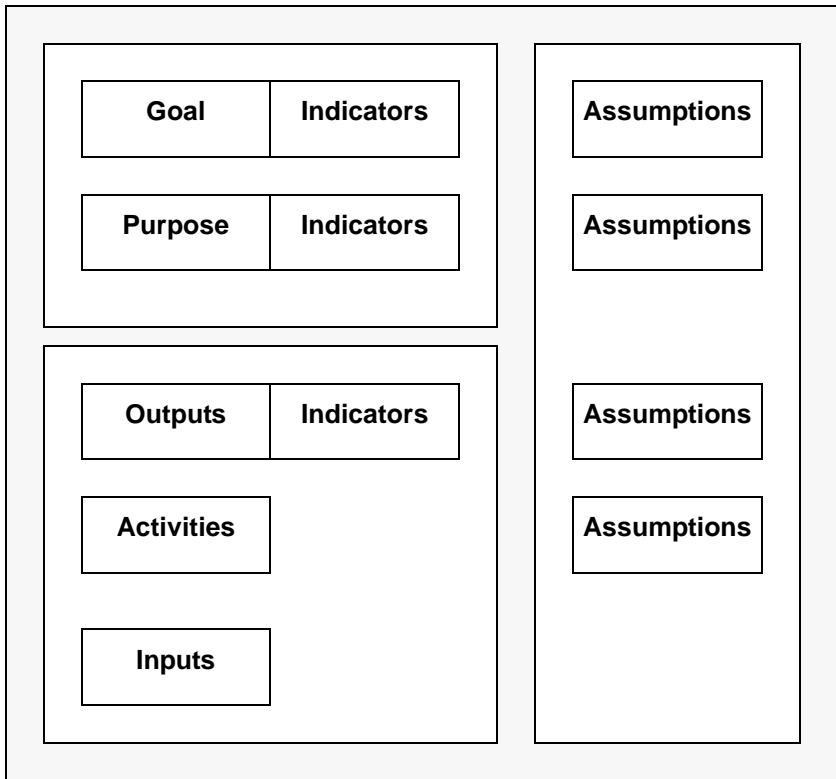 Goal Indicators Assumptions
Purpose Indicators Assumptions
Outputs Indicators Assumptions
Activities Assumptions
Inputs